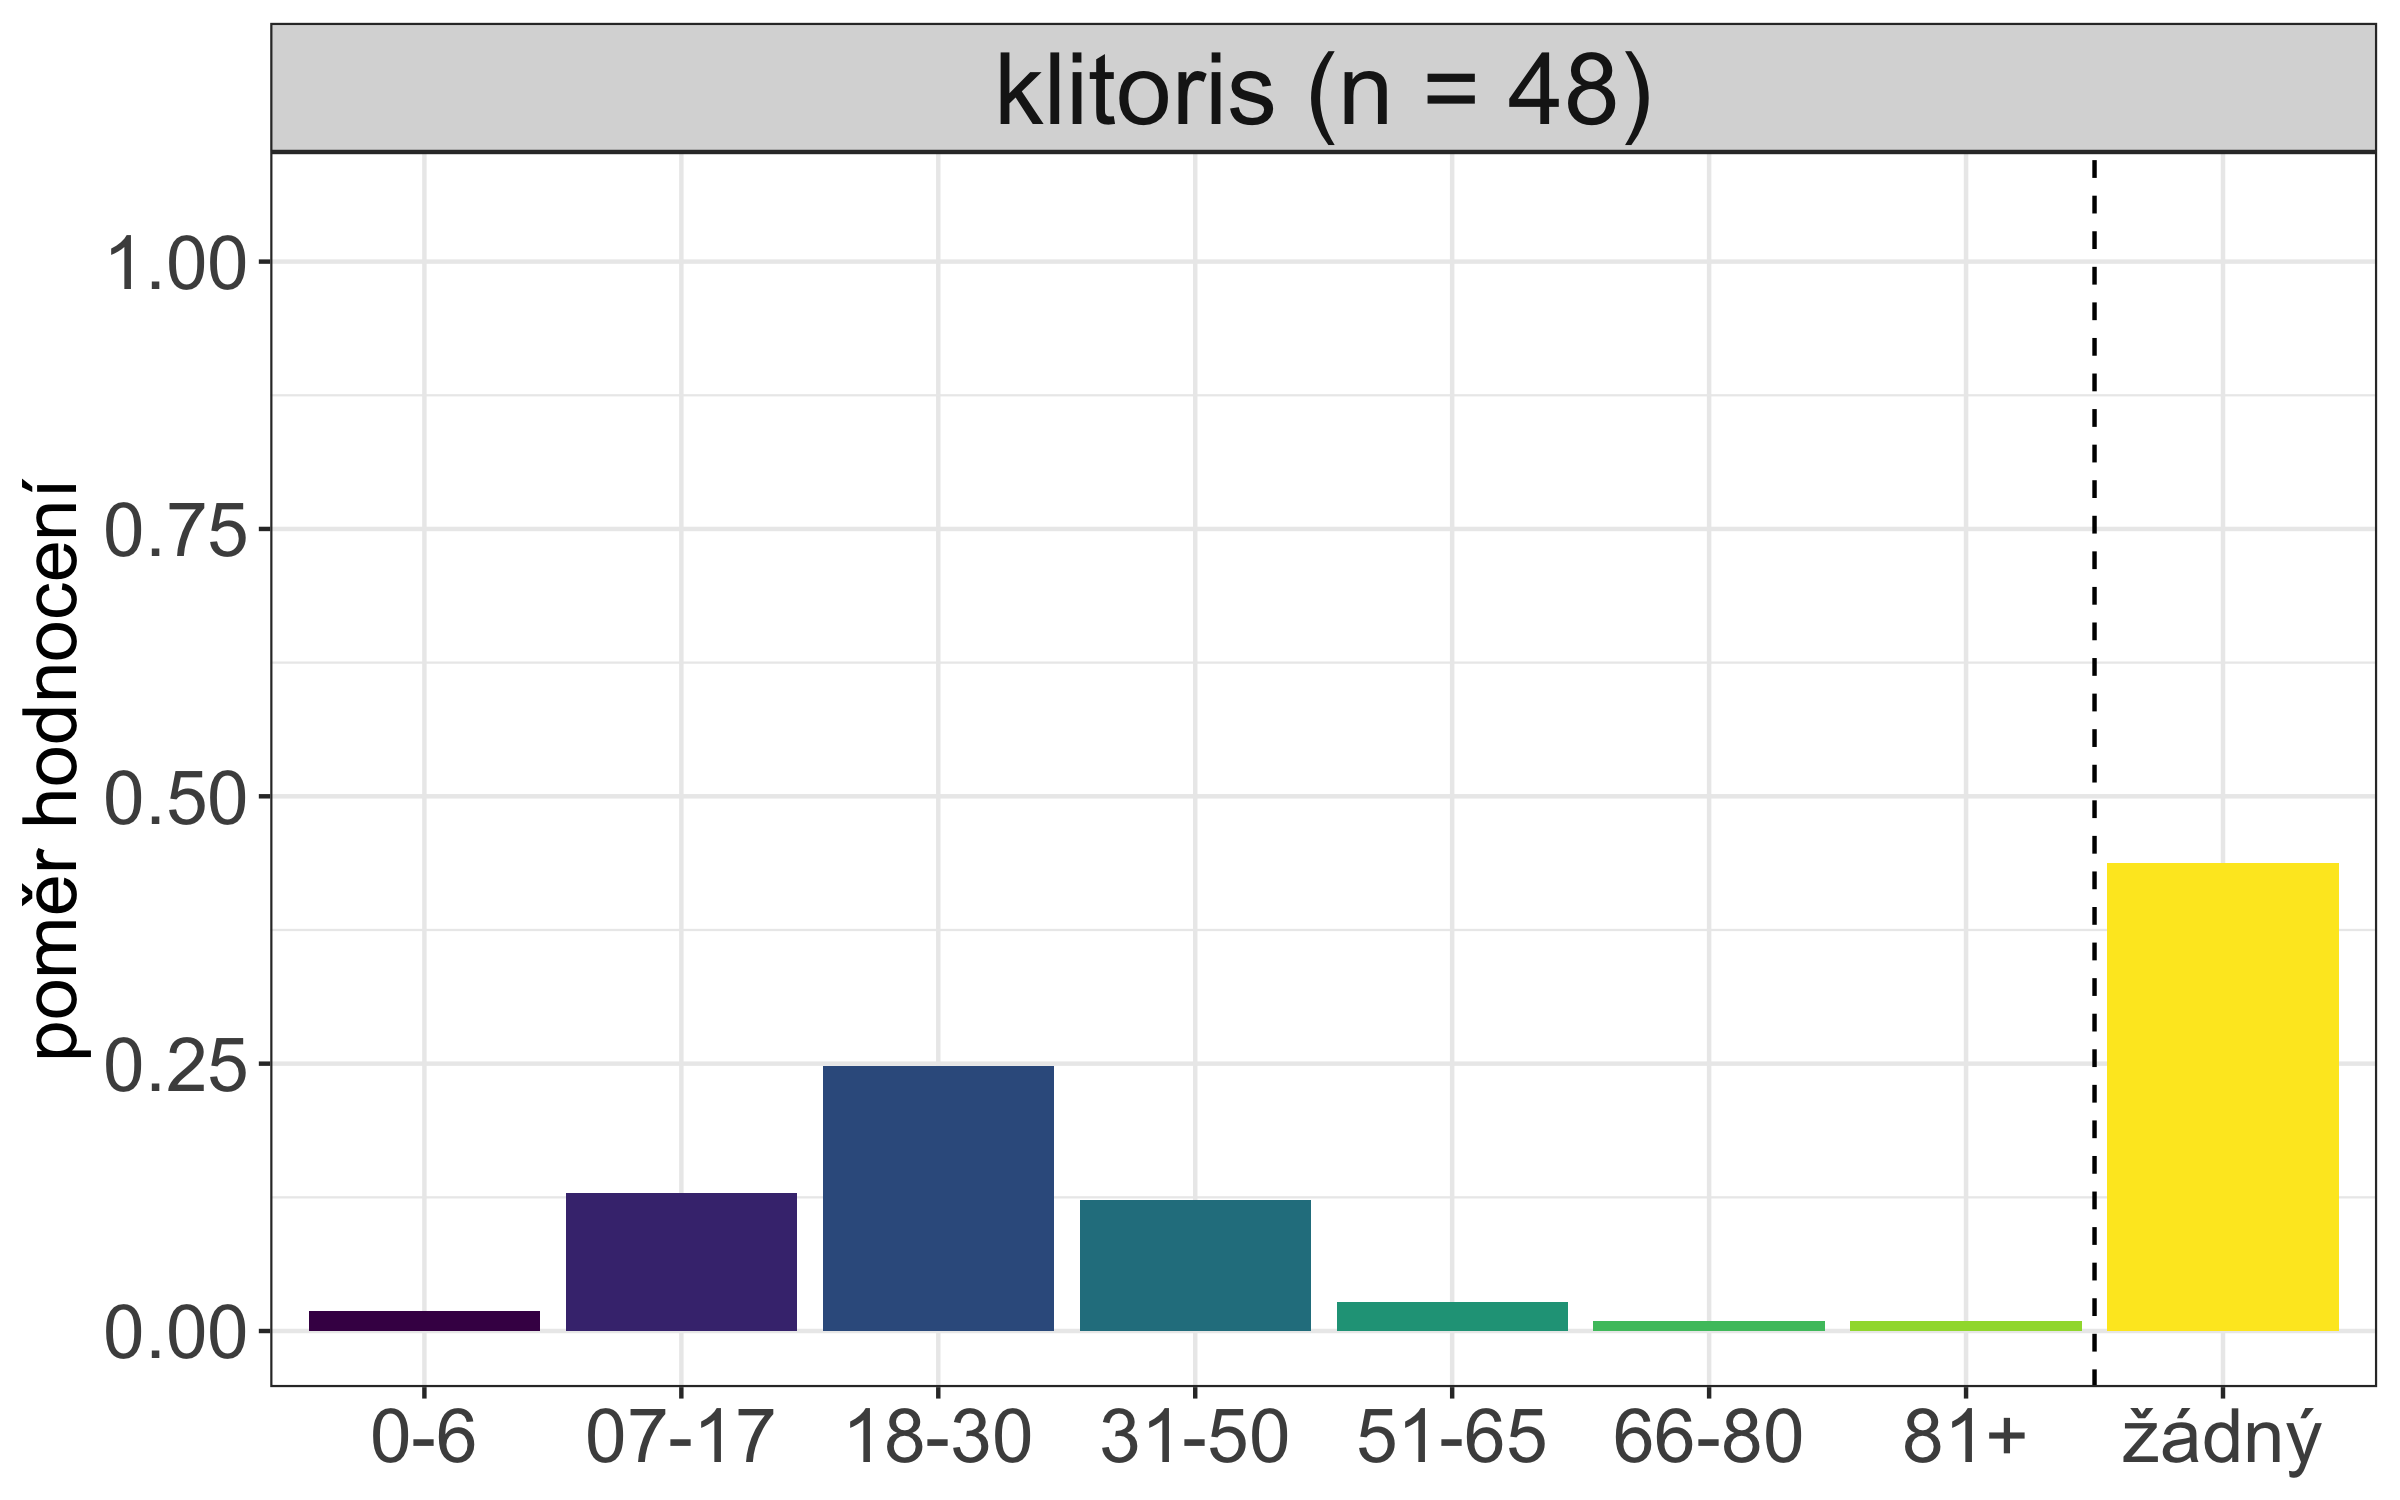 klitoris (n = 48)
poměr hodnocení
1.00
0.75
0.50
0.25
0.00
0-6 07-17 18-30 31-50 51-65 66-80 81+ žádný